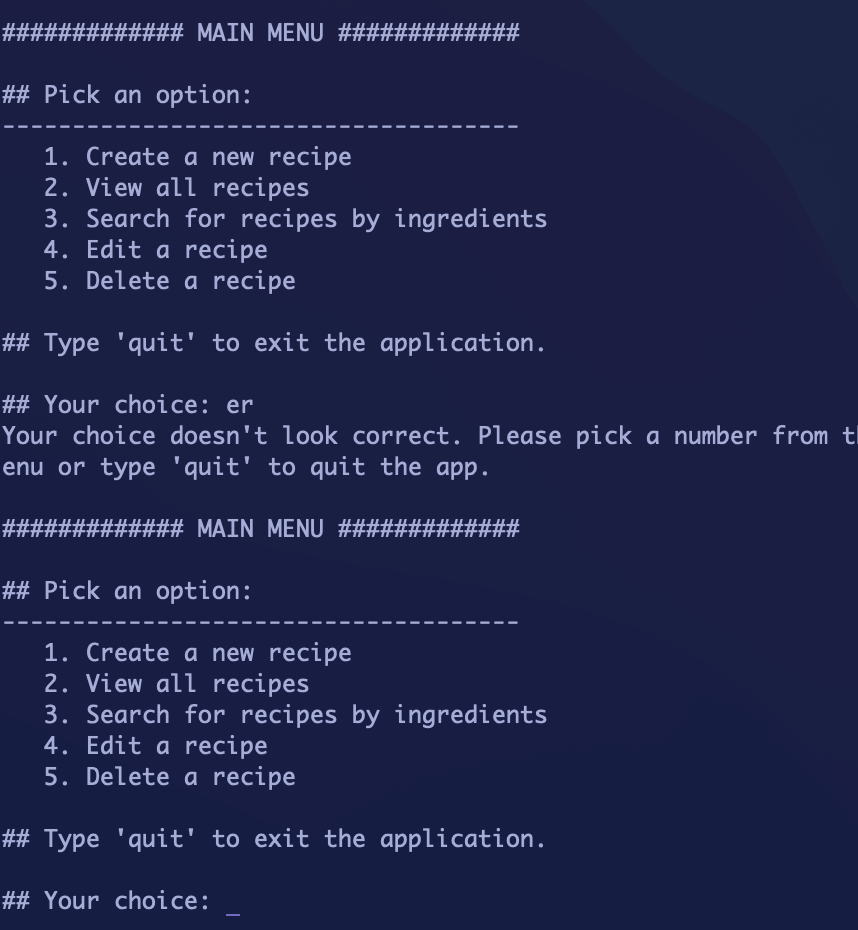 ############# MAIN MENU #############
## Pick an option:
-------------------------------------
1. Create a new recipe
2. View all recipes
3. Search for recipes by ingredients
4. Edit a recipe
5. Delete a recipe
## Type 'quit' to exit the application.
## Your choice: er
Your choice doesn't look correct. Please pick a number from
enu or type 'quit' to quit the app.
############# MAIN MENU #############
## Pick an option:
-------------------------------------
1. Create a new recipe
2. View all recipes
3. Search for recipes by ingredients
4. Edit a recipe
5. Delete a recipe
## Type 'quit' to exit the application.
## Your choice: _